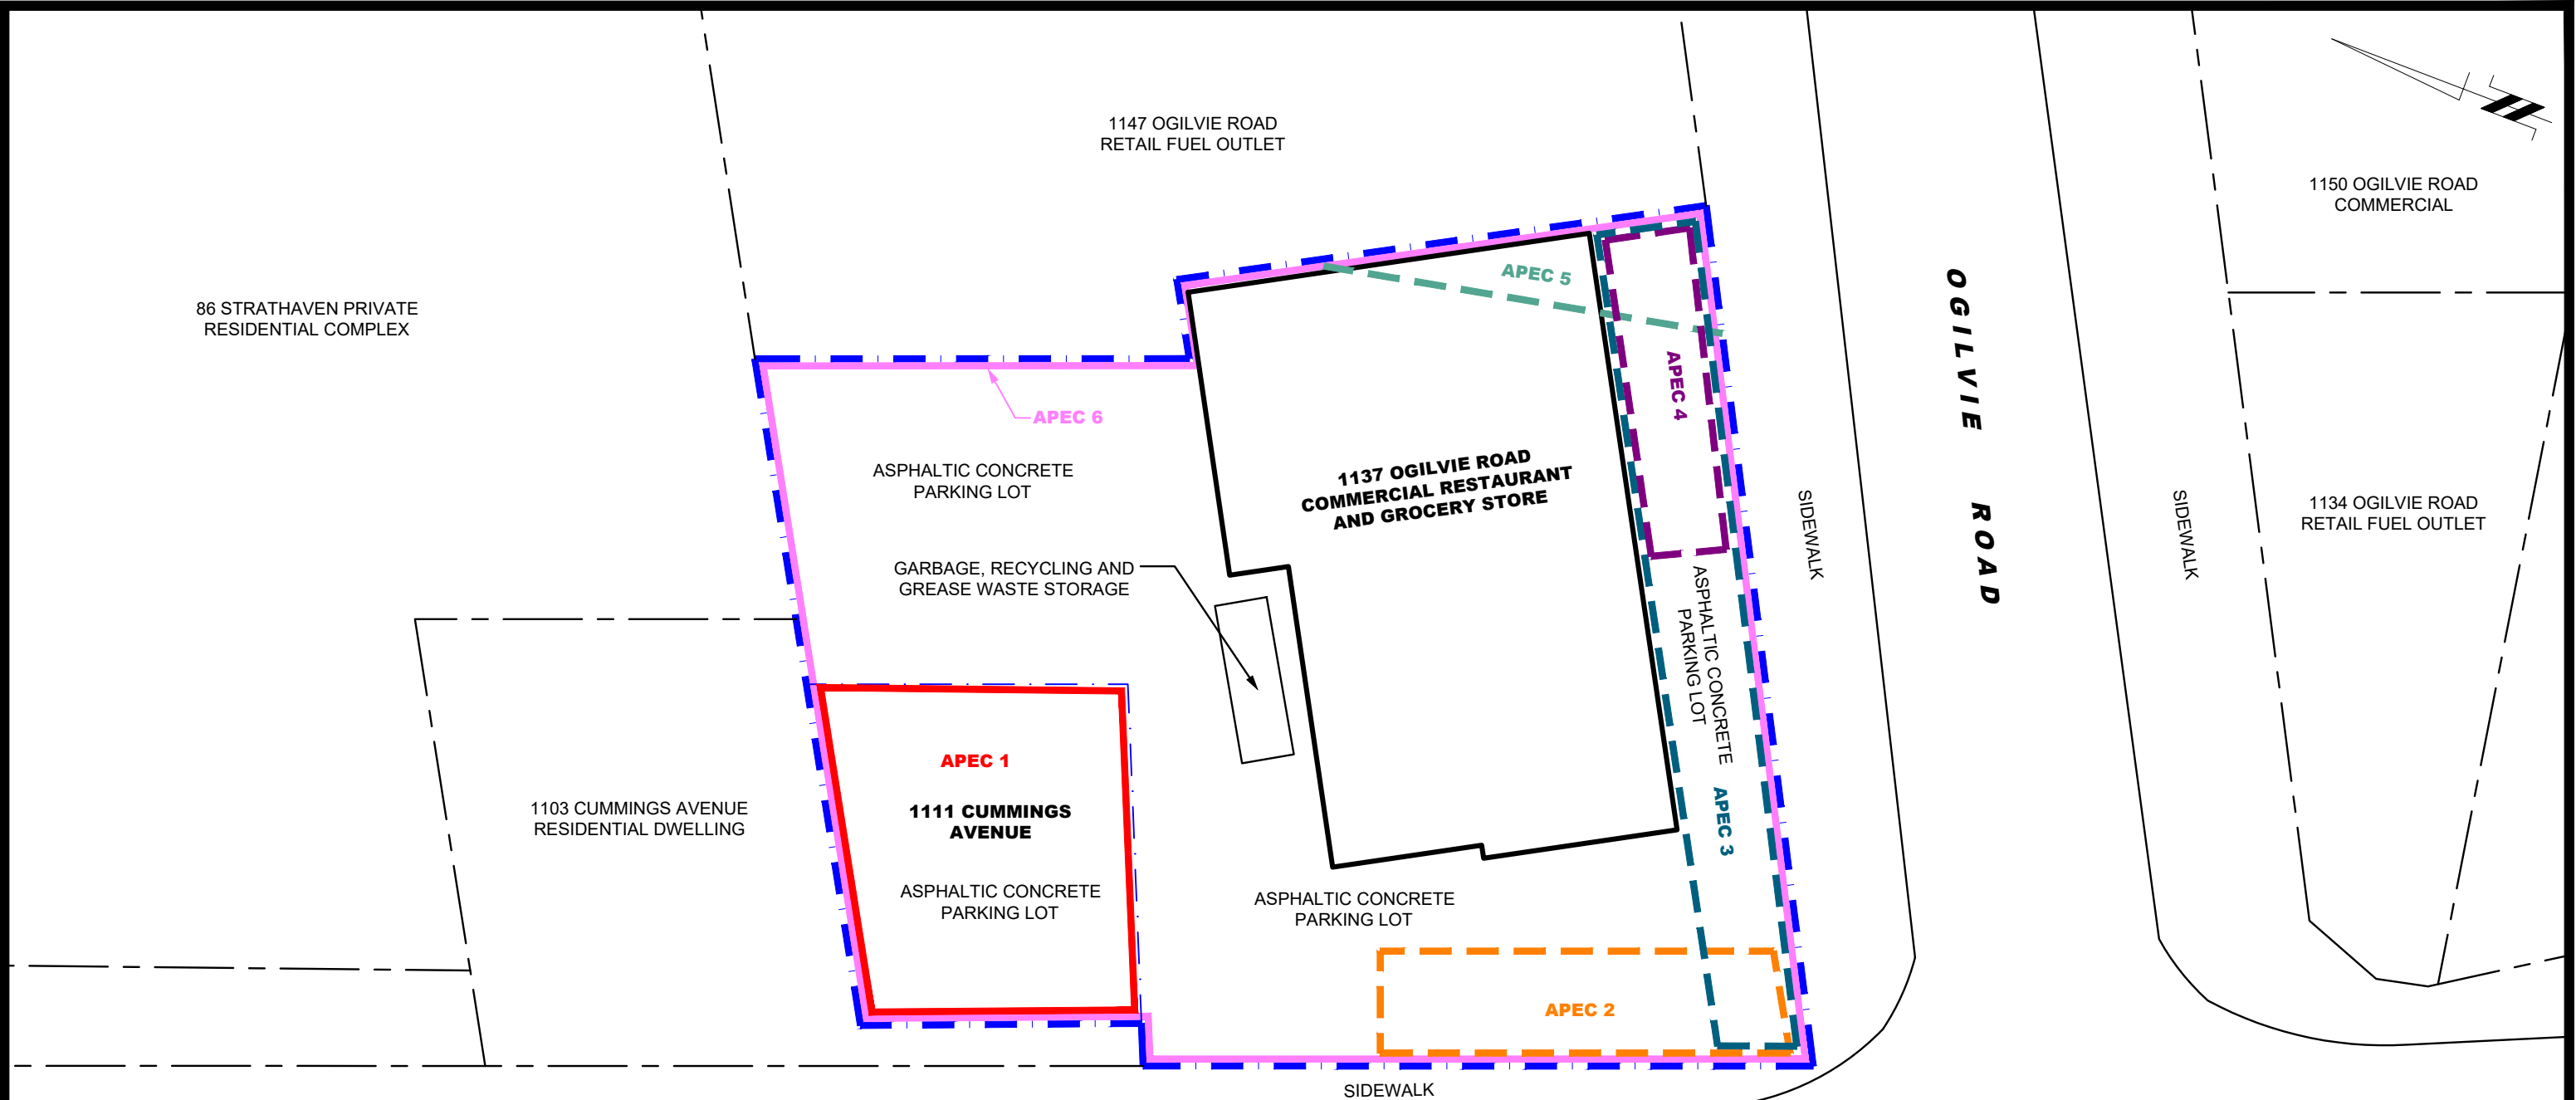 1147 OGILVIE ROAD
RETAIL FUEL OUTLET
1150 OGILVIE ROAD
COMMERCIAL
86 STRATHAVEN PRIVATE
RESIDENTIAL COMPLEX
APEC 5
APEC 4
APEC 6
OGILVIE ROAD
ASPHALTIC CONCRETE
PARKING LOT
1137 OGILVIE ROAD
COMMERCIAL RESTAURANT
AND GROCERY STORE
SIDEWALK
SIDEWALK
1134 OGILVIE ROAD
RETAIL FUEL OUTLET
GARBAGE, RECYCLING AND
GREASE WASTE STORAGE
ASPHALTIC CONCRETE
PARKING LOT
APEC 3
APEC 1
1111 CUMMINGS
AVENUE
1103 CUMMINGS AVENUE
RESIDENTIAL DWELLING
ASPHALTIC CONCRETE
PARKING LOT
ASPHALTIC CONCRETE
PARKING LOT
APEC 2
SIDEWALK